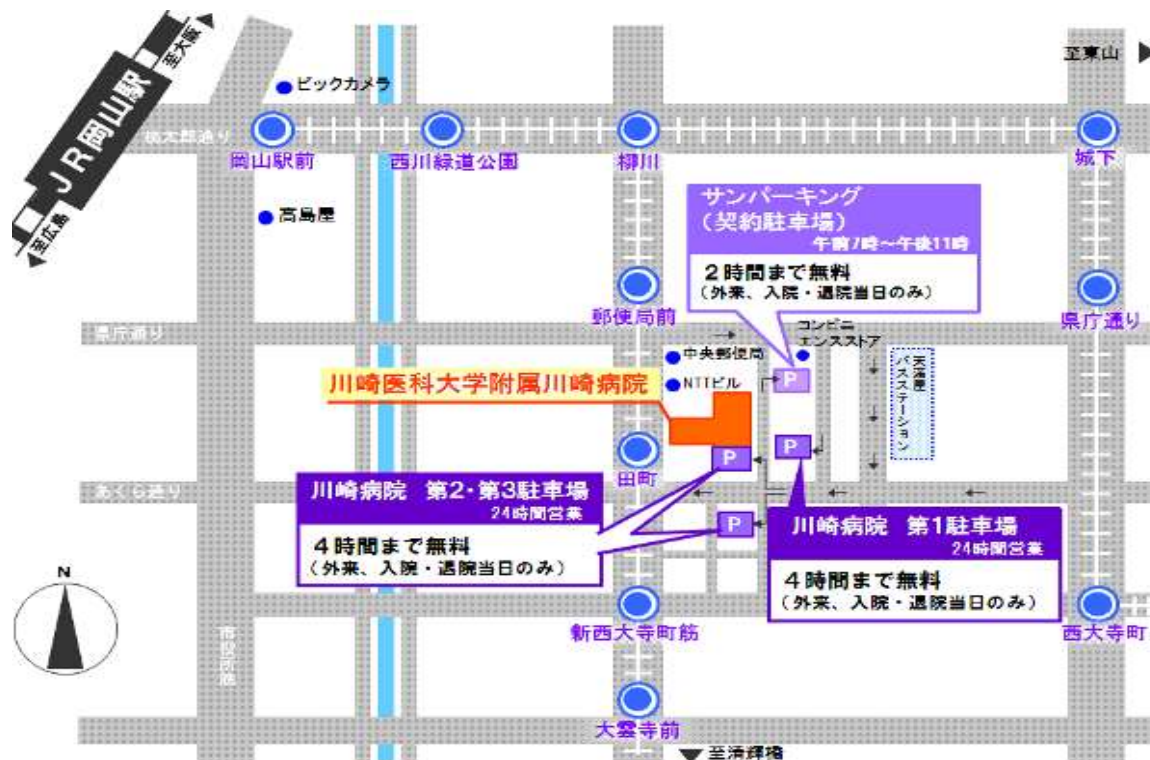 至大阪
JR岡山駅
至広島
ビックカメラ
至東山
桃太郎通り
岡山駅前
西川緑道公園
柳川
城下
高島屋
サンパーキング
(契約駐車場)
午前7時～午後11時
2時間まで無料
(外来、入院・退院当日のみ)
郵便局前
県庁通り
県庁通り
中央郵便局
コンビニ
エンスストア
NTTビル
天満屋
バスステーション
川崎医科大学附属川崎病院
P
P
P
P
田町
あくら通り
川崎病院 第2・第3駐車場
24時間営業
4時間まで無料
(外来、入院・退院当日のみ)
川崎病院 第1駐車場
24時間営業
4時間まで無料
(外来、入院・退院当日のみ)
N
新西大寺町筋
西大寺町
市役所筋
大雲寺前
至清輝橋